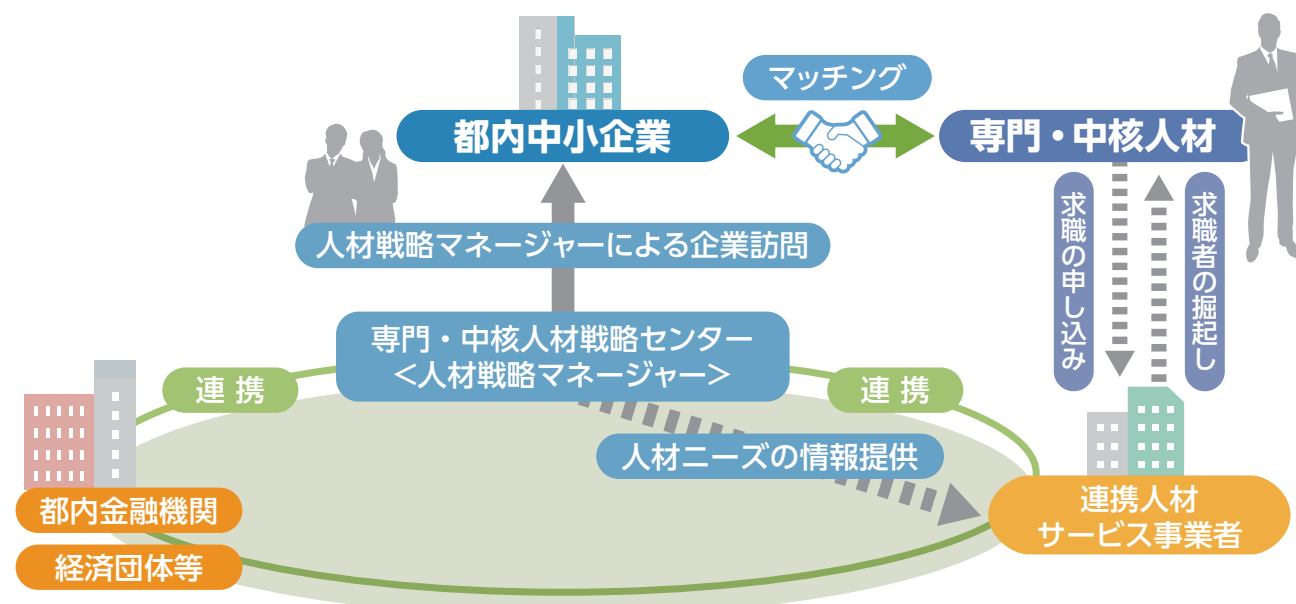 マッチング
都内中小企業
専門・中核人材
人材戦略マネージャーによる企業訪問
求職の申し込み
求職者の掘起し
専門・中核人材戦略センター
＜人材戦略マネージャー＞
連 携
連 携
人材ニーズの情報提供
都内金融機関
経済団体等
連携人材
サービス事業者